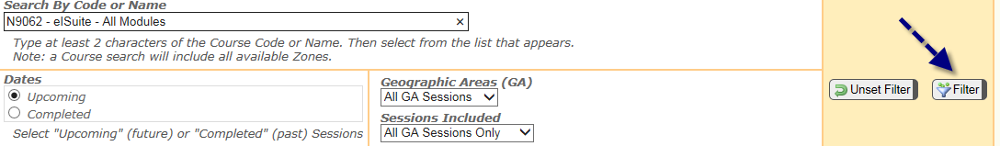 Search By Code or Name
N9062 - eISuite - All Modules ×
Type at least 2 characters of the Course Code or Name. Then select from the list that appears.
Note: a Course search will include all available Zones.
Dates
Upcoming
Completed
Select "Upcoming" (future) or "Completed" (past) Sessions
Geographic Areas (GA)
All GA Sessions
Sessions Included
All GA Sessions Only
Unset Filter
Filter